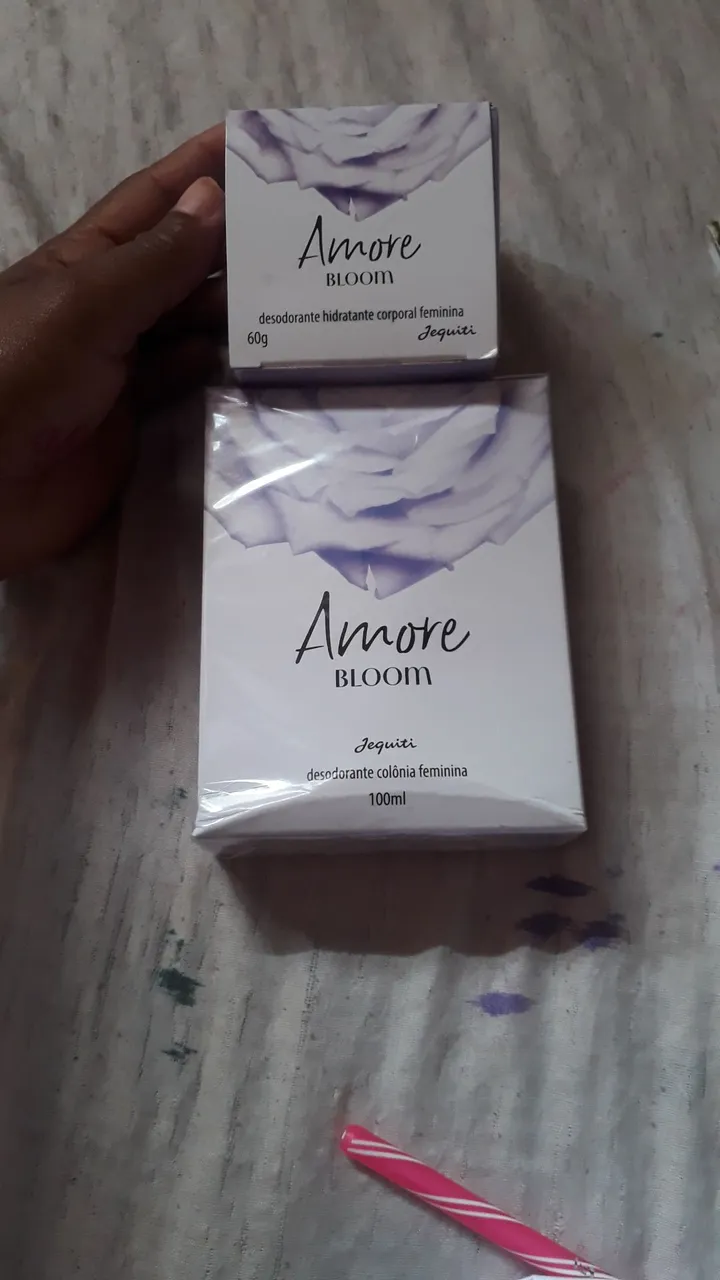 Amore
BLOOM
desodorante hidratante corporal feminina
60g
Jequiti
Amore
BLOOM
Jequiti
desodorante colônia feminina
100ml